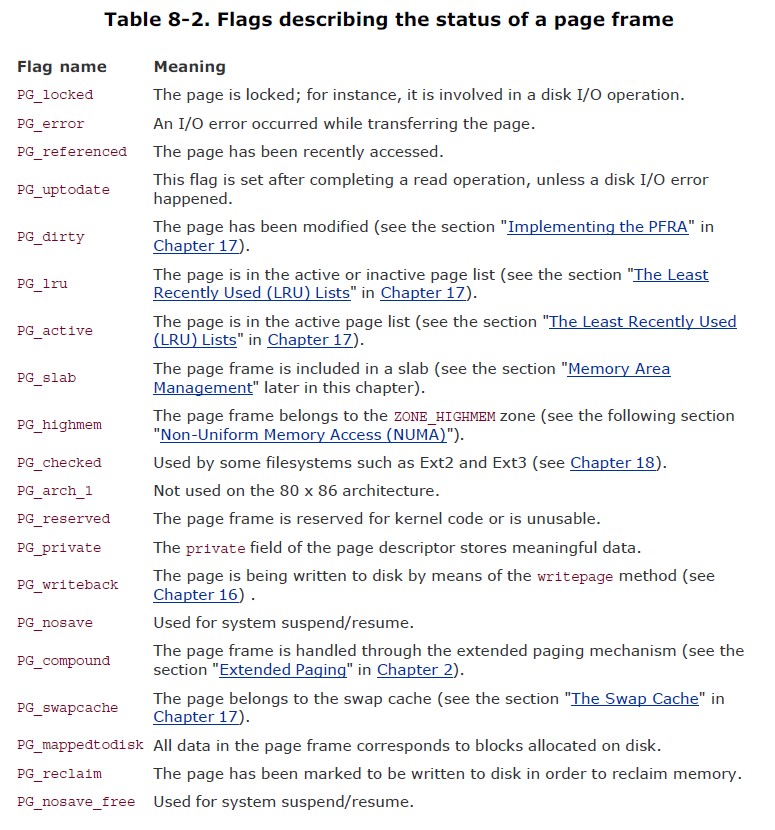 Table 8-2. Flags describing the status of a page frame
Flag name Meaning
PG_locked The page is locked; for instance, it is involved in a disk I/O operation.
PG_error An I/O error occurred while transferring the page.
PG_referenced The page has been recently accessed.
PG_uptodate This flag is set after completing a read operation, unless a disk I/O error
happened.
PG_dirty The page has been modified (see the section "Implementing the PFRA" in
Chapter 17).
PG_lru The page is in the active or inactive page list (see the section "The Least
Recently Used (LRU) Lists" in Chapter 17).
PG_active The page is in the active page list (see the section "The Least Recently Used
(LRU) Lists" in Chapter 17).
PG_slab The page frame is included in a slab (see the section "Memory Area
Management" later in this chapter).
PG_highmem The page frame belongs to the ZONE_HIGHMEM zone (see the following section
"Non-Uniform Memory Access (NUMA)").
PG_checked Used by some filesystems such as Ext2 and Ext3 (see Chapter 18).
PG_arch_1 Not used on the 80 x 86 architecture.
PG_reserved The page frame is reserved for kernel code or is unusable.
PG_private The private field of the page descriptor stores meaningful data.
PG_writeback The page is being written to disk by means of the writepage method (see
Chapter 16) .
PG_nosave Used for system suspend/resume.
PG_compound The page frame is handled through the extended paging mechanism (see the
section "Extended Paging" in Chapter 2).
PG_swapcache The page belongs to the swap cache (see the section "The Swap Cache" in
Chapter 17).
PG_mappedtodisk All data in the page frame corresponds to blocks allocated on disk.
PG_reclaim The page has been marked to be written to disk in order to reclaim memory.
PG_nosave_free Used for system suspend/resume.